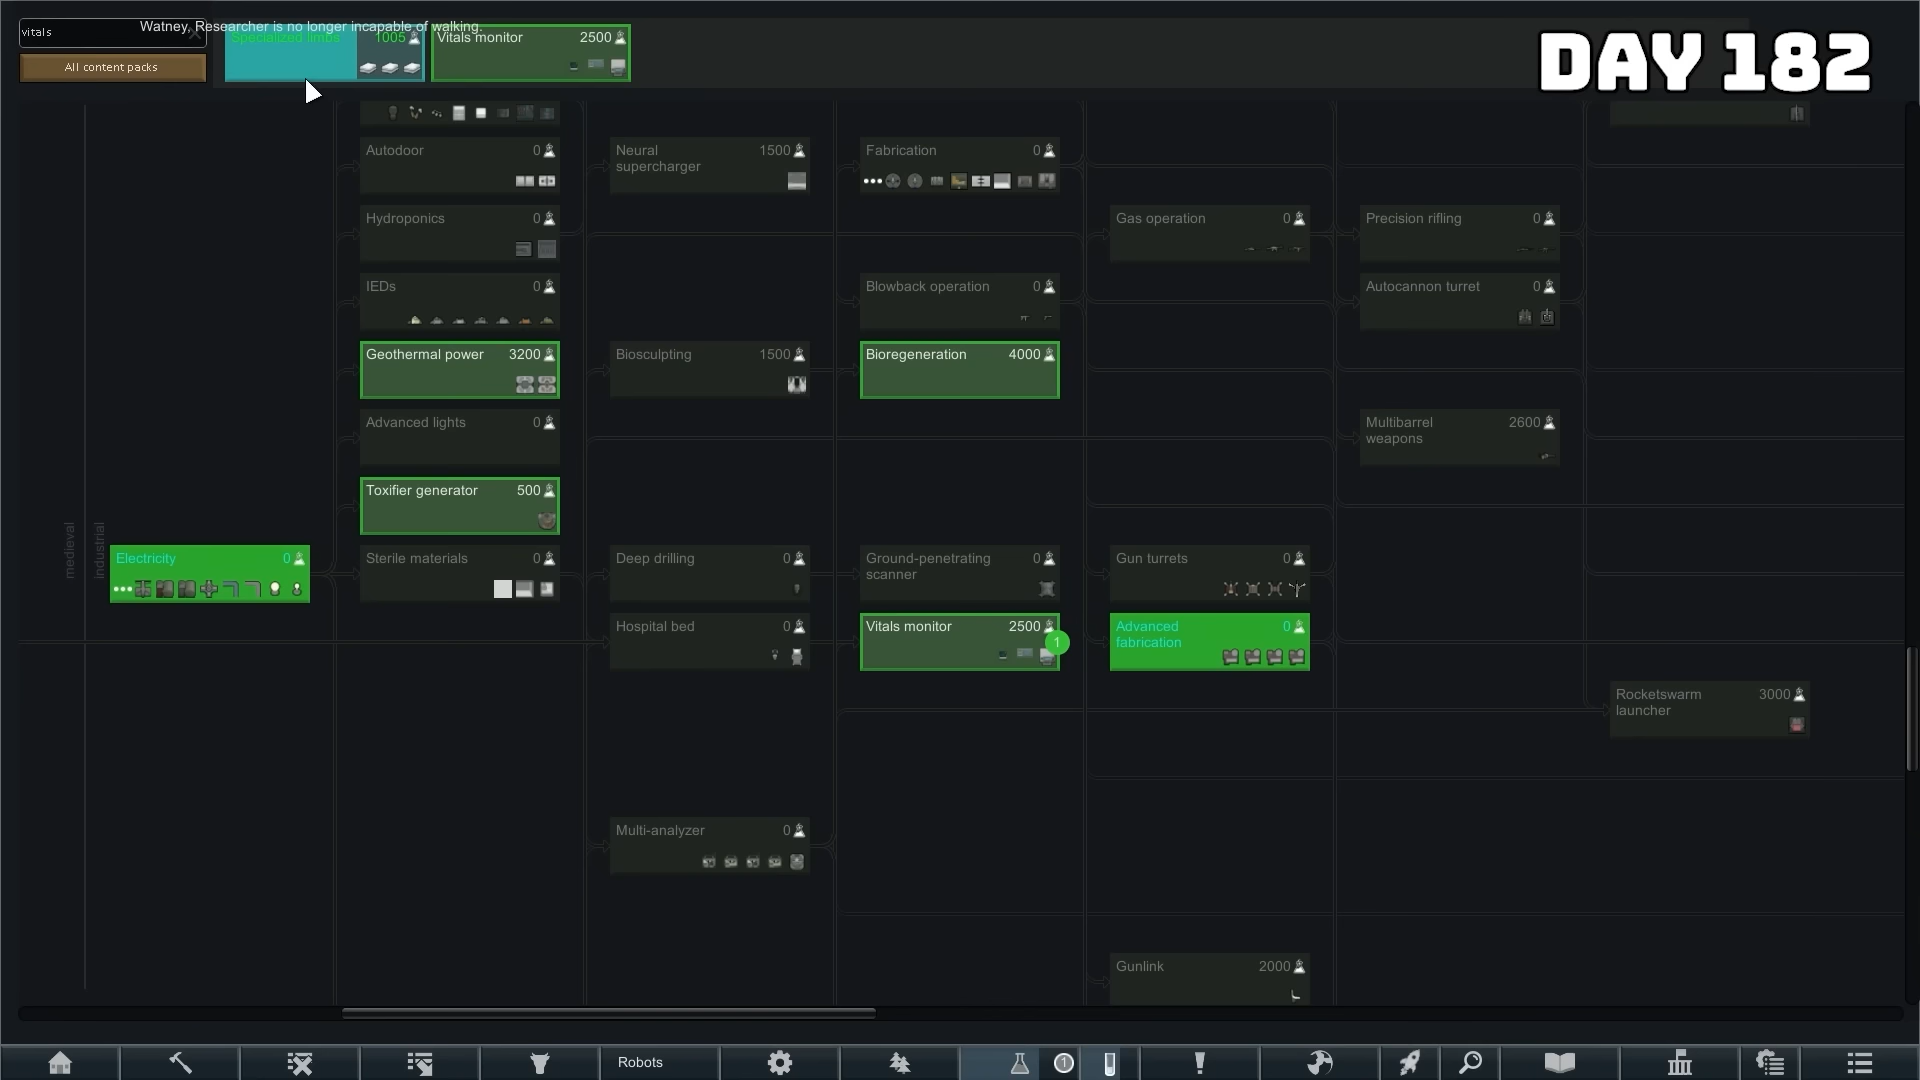 Watney, Researcher is no longer incapable of walking.
vitals
Specialized limbs 1005
Vitals monitor 2500
DAY 182
All content packs
Autodoor 0
Neural supercharger 1500
Fabrication 0
Hydroponics 0
Gas operation 0
Precision rifling 0
IEDs 0
Blowback operation 0
Autocannon turret 0
Geothermal power 3200
Biosculpting 1500
Bioregeneration 4000
Advanced lights 0
Multibarrel weapons 2600
Toxifier generator 500
medieval
industrial
Electricity 0
Sterile materials 0
Deep drilling 0
Ground-penetrating scanner 0
Gun turrets 0
Hospital bed 0
Vitals monitor 2500
1
Advanced fabrication 0
Rocketswarm launcher 3000
Multi-analyzer 0
Gunlink 2000
Robots
1